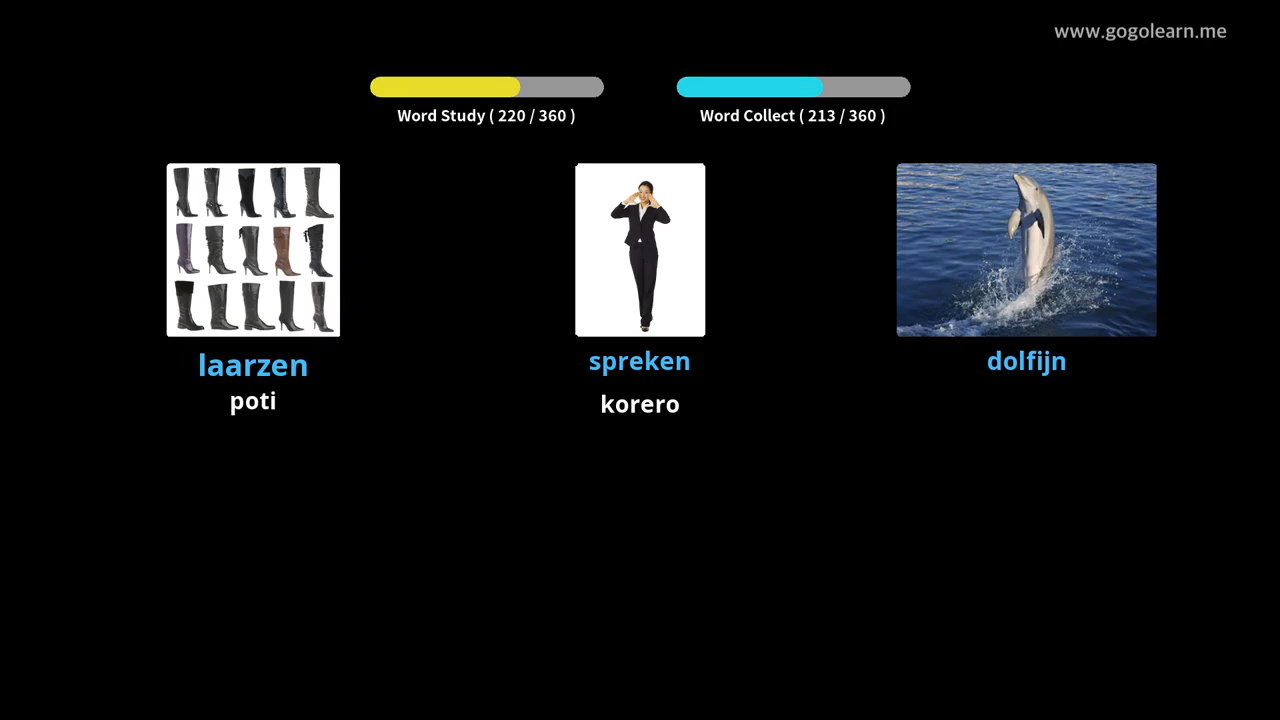 www.gogolearn.me
Word Study ( 220 / 360 )
Word Collect ( 213 / 360 )
laarzen
poti
spreken
korero
dolfijn